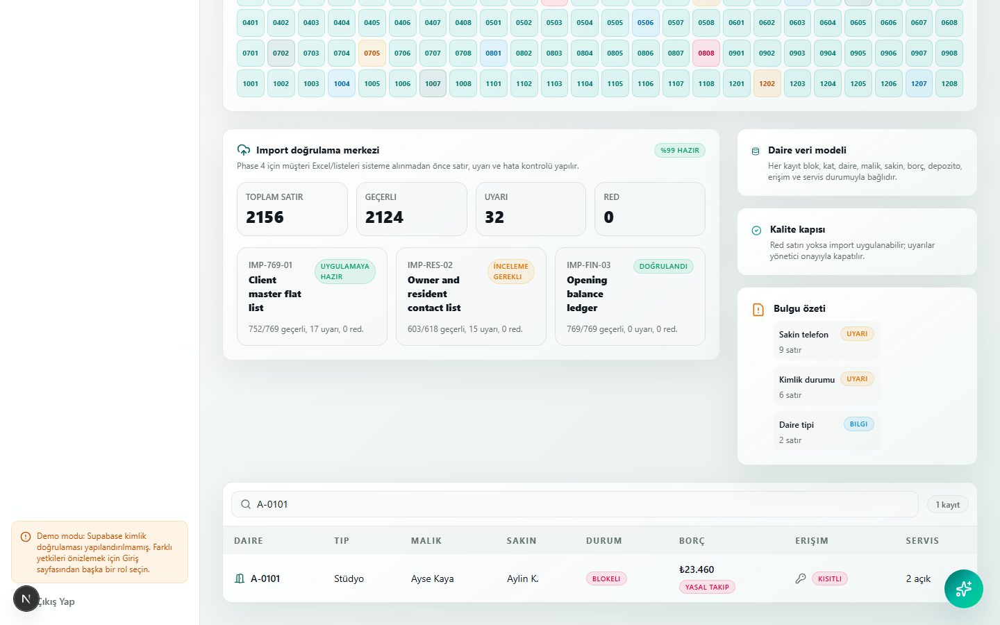 0401 0402 0403 0404 0405 0406 0407 0408 0501 0502 0503 0504 0505 0506 0507 0508 0601 0602 0603 0604 0605 0606 0607 0608
0701 0702 0703 0704 0705 0706 0707 0708 0801 0802 0803 0804 0805 0806 0807 0808 0901 0902 0903 0904 0905 0906 0907 0908
1001 1002 1003 1004 1005 1006 1007 1008 1101 1102 1103 1104 1105 1106 1107 1108 1201 1202 1203 1204 1205 1206 1207 1208
Import doğrulama merkezi
%99 HAZIR
Phase 4 için müşteri Excel/listeleri sisteme alınmadan önce satır, uyarı ve hata kontrolü yapılır.
TOPLAM SATIR
2156
GEÇERLI
2124
UYARI
32
RED
0
IMP-769-01
UYGULAMAYA
HAZIR
Client
master flat
list
752/769 geçerli, 17 uyarı, 0 red.
IMP-RES-02
İNCELEME
GEREKLI
Owner and
resident
contact list
603/618 geçerli, 15 uyarı, 0 red.
IMP-FIN-03
DOĞRULANDI
Opening
balance
ledger
769/769 geçerli, 0 uyarı, 0 red.
Daire veri modeli
Her kayıt blok, kat, daire, malik, sakin, borç, depozito,
erişim ve servis durumuyla bağlıdır.
Kalite kapısı
Red satırı yoksa import uygulanabilir; uyarılar
yönetici onayıyla kapatılır.
Bulgu özeti
Sakin telefon
UYARI
9 satır
Kimlik durumu
UYARI
6 satır
Daire tipi
BILGI
2 satır
A-0101
1 kayıt
DAIRE TIP MALIK SAKIN DURUM BORÇ ERIŞIM SERVIS
A-0101 Stüdyo Ayse Kaya Aylin K. BLOKELI ₺23.460 YASAL TAKIP KISITLI 2 açık
Demo modu: Supabase kimlik
doğrulaması yapılandırılmamış. Farklı
yetkileri önizlemek için Giriş
sayfasından başka bir rol seçin.
N
Çıkış Yap